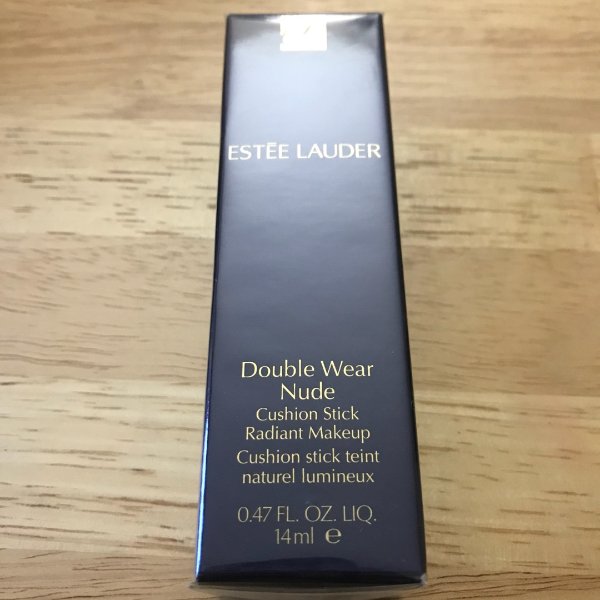 ESTĒE LAUDER
Double Wear
Nude
Cushion Stick
Radiant Makeup
Cushion stick teint
naturel lumineux
0.47 FL. OZ. LIQ.
14ml ℮